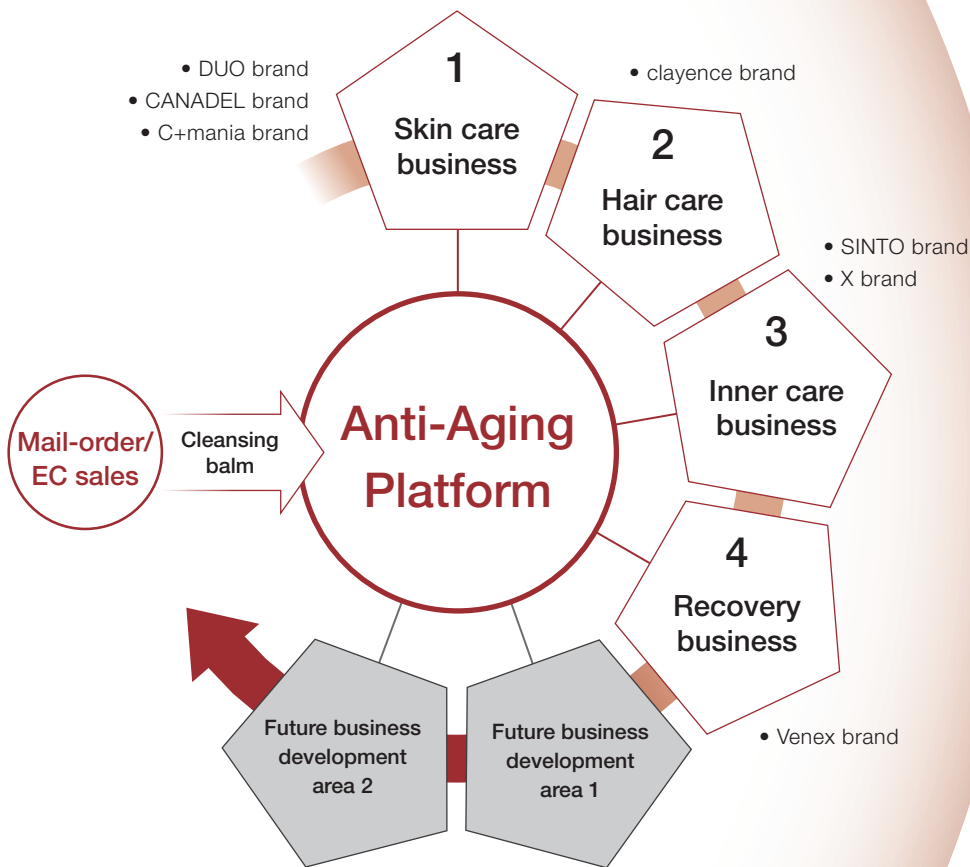 • DUO brand
• CANADEL brand
• C+mania brand
1
Skin care
business
• clayence brand
2
Hair care
business
• SINTO brand
• X brand
3
Inner care
business
Mail-order/
EC sales
Cleansing
balm
Anti-Aging
Platform
4
Recovery
business
• Venex brand
Future business
development
area 1
Future business
development
area 2